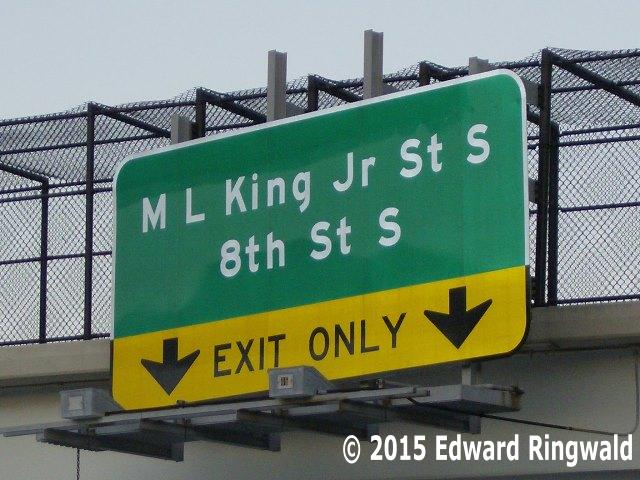 M L King Jr St S
8th St S
EXIT ONLY
© 2015 Edward Ringwald